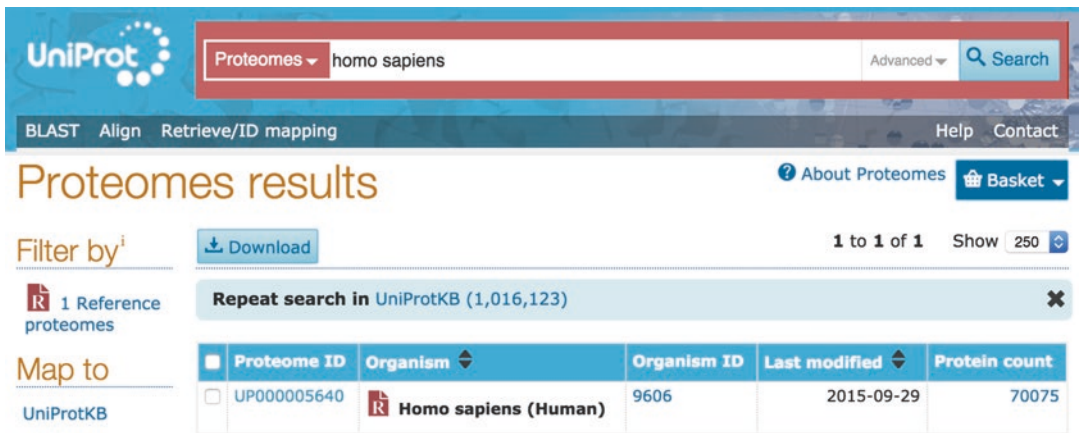 UniProt
Proteomes homo sapiens Advanced Search
BLAST Align Retrieve/ID mapping Help Contact
Proteomes results
About Proteomes Basket
Filter by i
Download 1 to 1 of 1 Show 250
R 1 Reference
proteomes
Repeat search in UniProtKB (1,016,123)
Map to
UniProtKB
Proteome ID Organism Organism ID Last modified Protein count
UP000005640 R Homo sapiens (Human) 9606 2015-09-29 70075